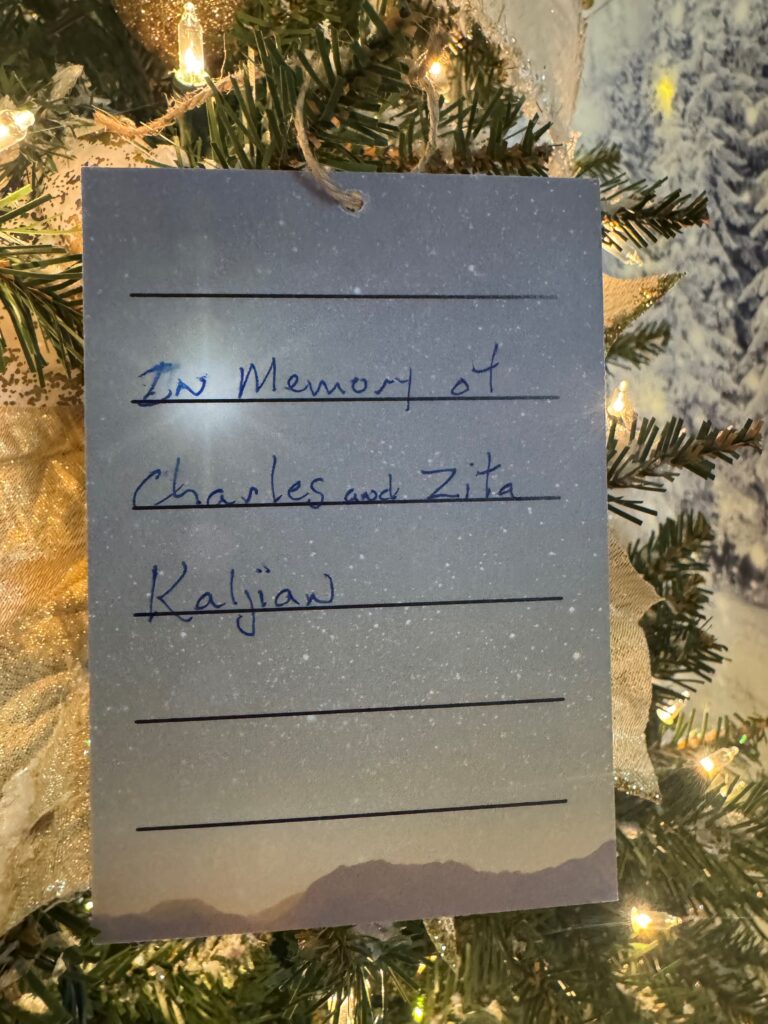 In Memory of
Charles and Zita
Kaljian